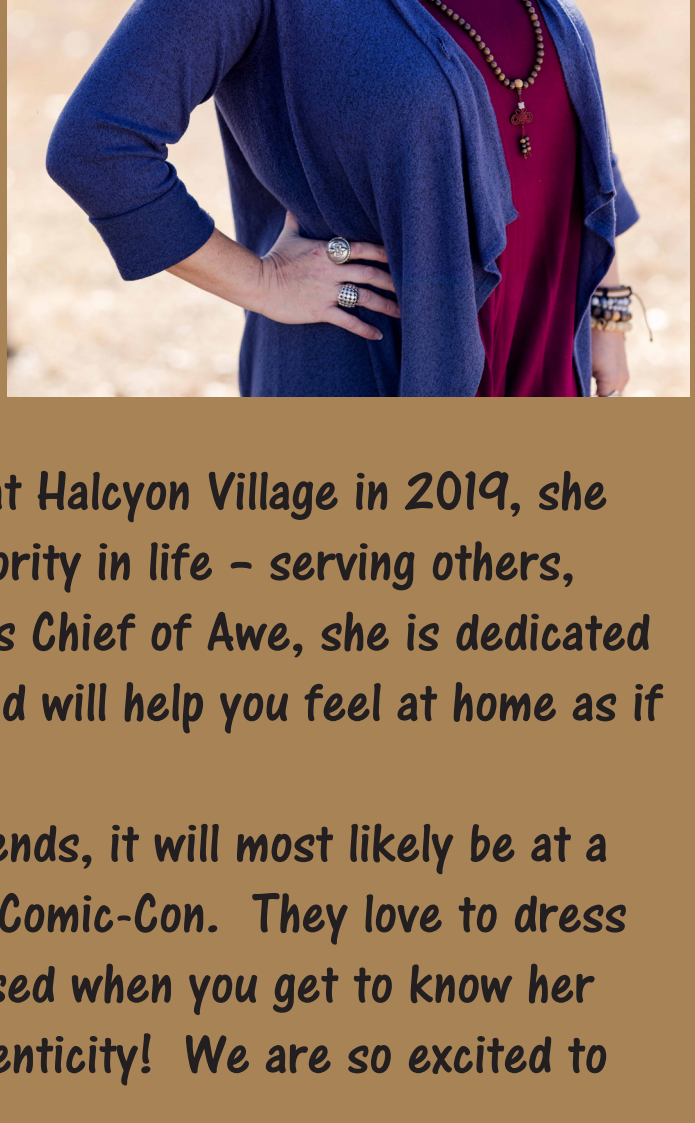 at Halcyon Village in 2019, she
ority in life – serving others,
s Chief of Awe, she is dedicated
d will help you feel at home as if
ends, it will most likely be at a
Comic-Con. They love to dress
sed when you get to know her
enticity! We are so excited to